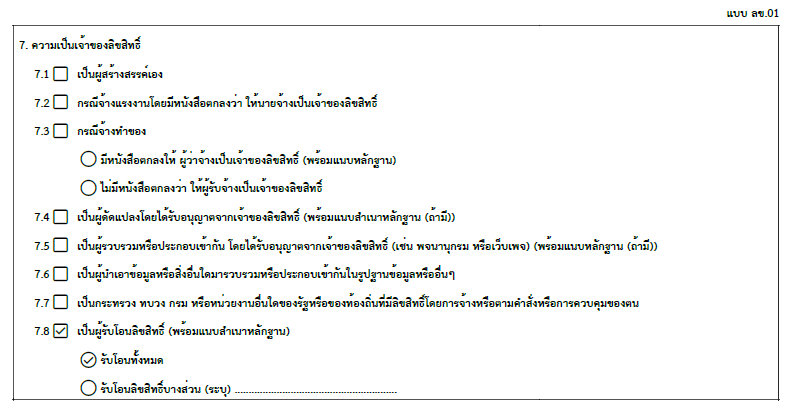 แบบ ลข.01
7. ความเป็นเจ้าของลิขสิทธิ์
7.1 เป็นผู้สร้างสรรค์เอง
7.2 กรณีจ้างแรงงานโดยมีหนังสือตกลงว่า ให้นายจ้างเป็นเจ้าของลิขสิทธิ์
7.3 กรณีจ้างทำของ
มีหนังสือตกลงให้ ผู้ว่าจ้างเป็นเจ้าของลิขสิทธิ์ (พร้อมแนบหลักฐาน)
ไม่มีหนังสือตกลงว่า ให้ผู้รับจ้างเป็นเจ้าของลิขสิทธิ์
7.4 เป็นผู้ดัดแปลงโดยได้รับอนุญาตจากเจ้าของลิขสิทธิ์ (พร้อมแนบสำเนาหลักฐาน (ถ้ามี))
7.5 เป็นผู้รวบรวมหรือประกอบเข้ากัน โดยได้รับอนุญาตจากเจ้าของลิขสิทธิ์ (เช่น พจนานุกรม หรือเว็บเพจ) (พร้อมแนบหลักฐาน (ถ้ามี))
7.6 เป็นผู้นำเอาข้อมูลหรือสิ่งอื่นใดมารวบรวมหรือประกอบเข้ากันในรูปฐานข้อมูลหรืออื่นๆ
7.7 เป็นกระทรวง ทบวง กรม หรือหน่วยงานอื่นใดของรัฐหรือของท้องถิ่นที่มีลิขสิทธิ์โดยการจ้างหรือตามคำสั่งหรือการควบคุมของตน
7.8 เป็นผู้รับโอนลิขสิทธิ์ (พร้อมแนบสำเนาหลักฐาน)
รับโอนทั้งหมด
รับโอนลิขสิทธิ์บางส่วน (ระบุ) ............................................................